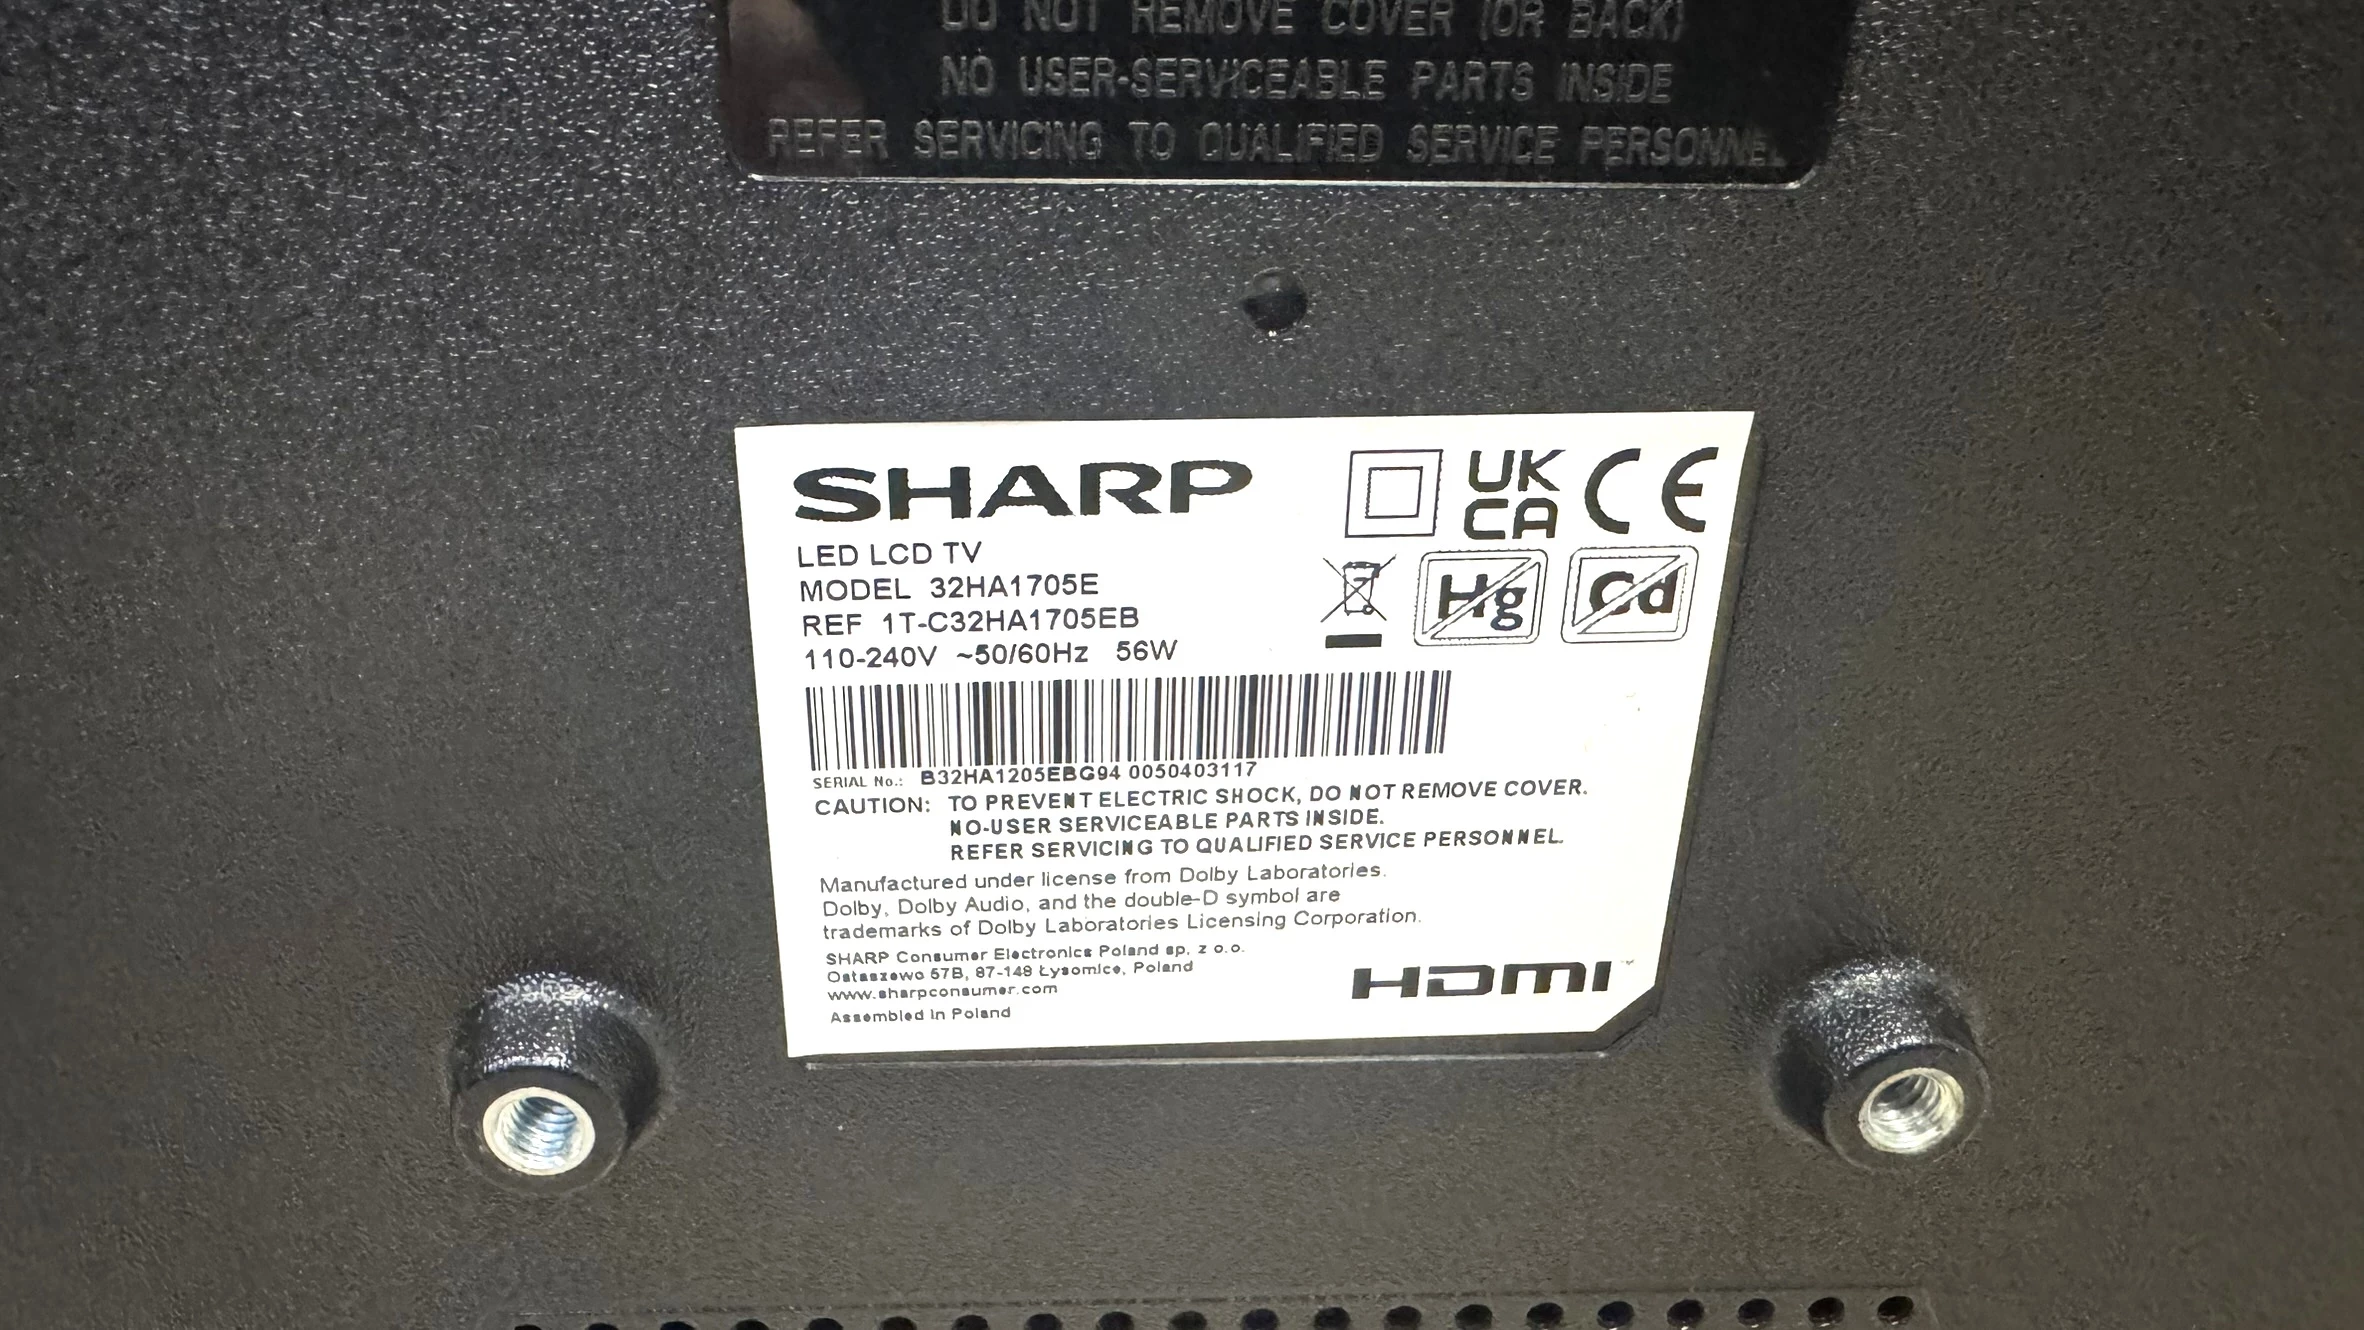 DO NOT REMOVE COVER (OR BACK)
NO USER-SERVICEABLE PARTS INSIDE
REFER SERVICING TO QUALIFIED SERVICE PERSONNEL
SHARP
UK CA CE
LED LCD TV
MODEL 32HA1705E
REF 1T-C32HA1705EB
110-240V ~50/60Hz 56W
Hg Cd
SERIAL No.: B32HA1205EBG94 0050403117
CAUTION: TO PREVENT ELECTRIC SHOCK, DO NOT REMOVE COVER.
NO-USER SERVICEABLE PARTS INSIDE.
REFER SERVICING TO QUALIFIED SERVICE PERSONNEL.
Manufactured under license from Dolby Laboratories.
Dolby, Dolby Audio, and the double-D symbol are
trademarks of Dolby Laboratories Licensing Corporation.
SHARP Consumer Electronics Poland sp. z o.o.
Ostaszewo 57B, 87-148 Łysomice, Poland
www.sharpconsumer.com
Assembled in Poland
HDMI™